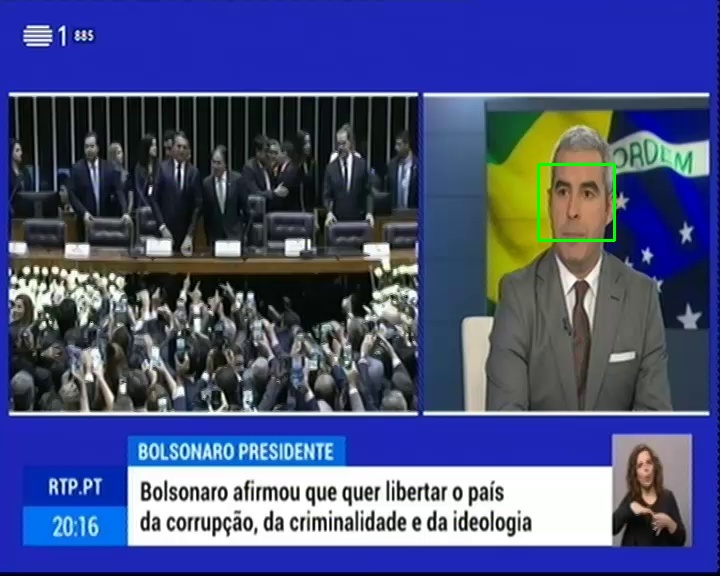 1 885
ORDEM
BOLSONARO PRESIDENTE
RTP.PT
Bolsonaro afirmou que quer libertar o país
20:16
da corrupção, da criminalidade e da ideologia